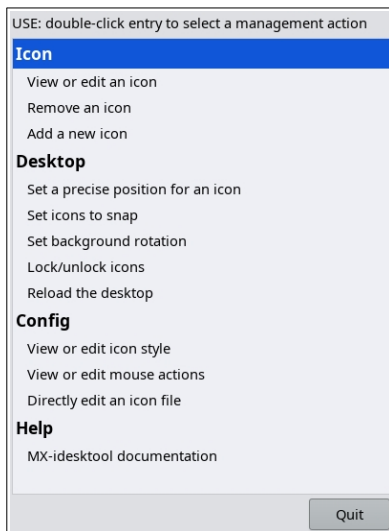 USE: double-click entry to select a management action
Icon
View or edit an icon
Remove an icon
Add a new icon
Desktop
Set a precise position for an icon
Set icons to snap
Set background rotation
Lock/unlock icons
Reload the desktop
Config
View or edit icon style
View or edit mouse actions
Directly edit an icon file
Help
MX-idesktool documentation
Quit